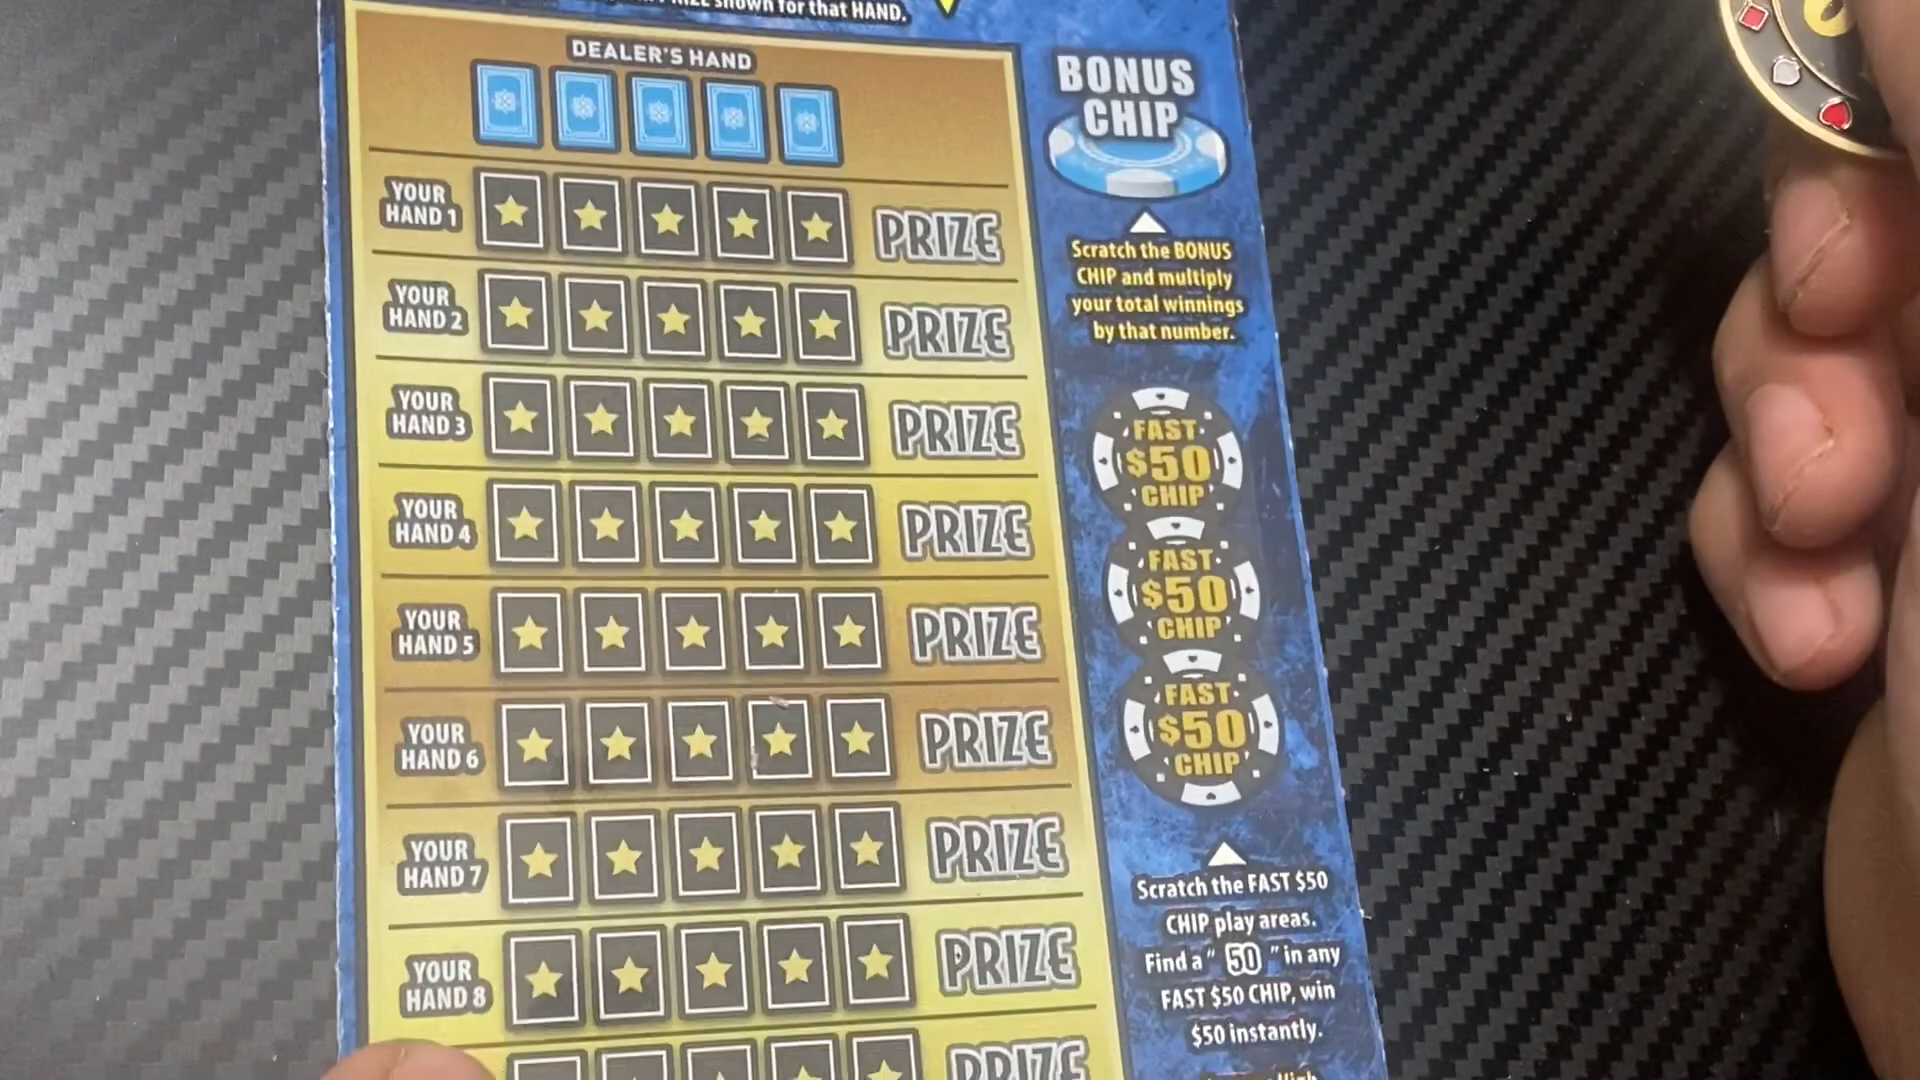 shown for that HAND.
DEALER'S HAND
YOUR
HAND 1
PRIZE
YOUR
HAND 2
PRIZE
YOUR
HAND 3
PRIZE
YOUR
HAND 4
PRIZE
YOUR
HAND 5
PRIZE
YOUR
HAND 6
PRIZE
YOUR
HAND 7
PRIZE
YOUR
HAND 8
PRIZE
PRIZE
BONUS
CHIP
Scratch the BONUS
CHIP and multiply
your total winnings
by that number.
FAST
$50
CHIP
FAST
$50
CHIP
FAST
$50
CHIP
Scratch the FAST $50
CHIP play areas.
Find a " 50 " in any
FAST $50 CHIP, win
$50 instantly.